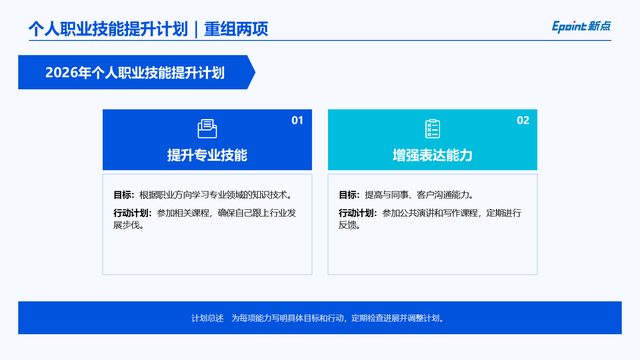 个人职业技能提升计划｜重组两项
Epoint新点
2026年个人职业技能提升计划
01
提升专业技能
目标：根据职业方向学习专业领域的知识技术。
行动计划：参加相关课程，确保自己跟上行业发
展步伐。
02
增强表达能力
目标：提高与同事、客户沟通能力。
行动计划：参加公共演讲和写作课程，定期进行
反馈。
计划总述　为每项能力写明具体目标和行动，定期检查进展并调整计划。